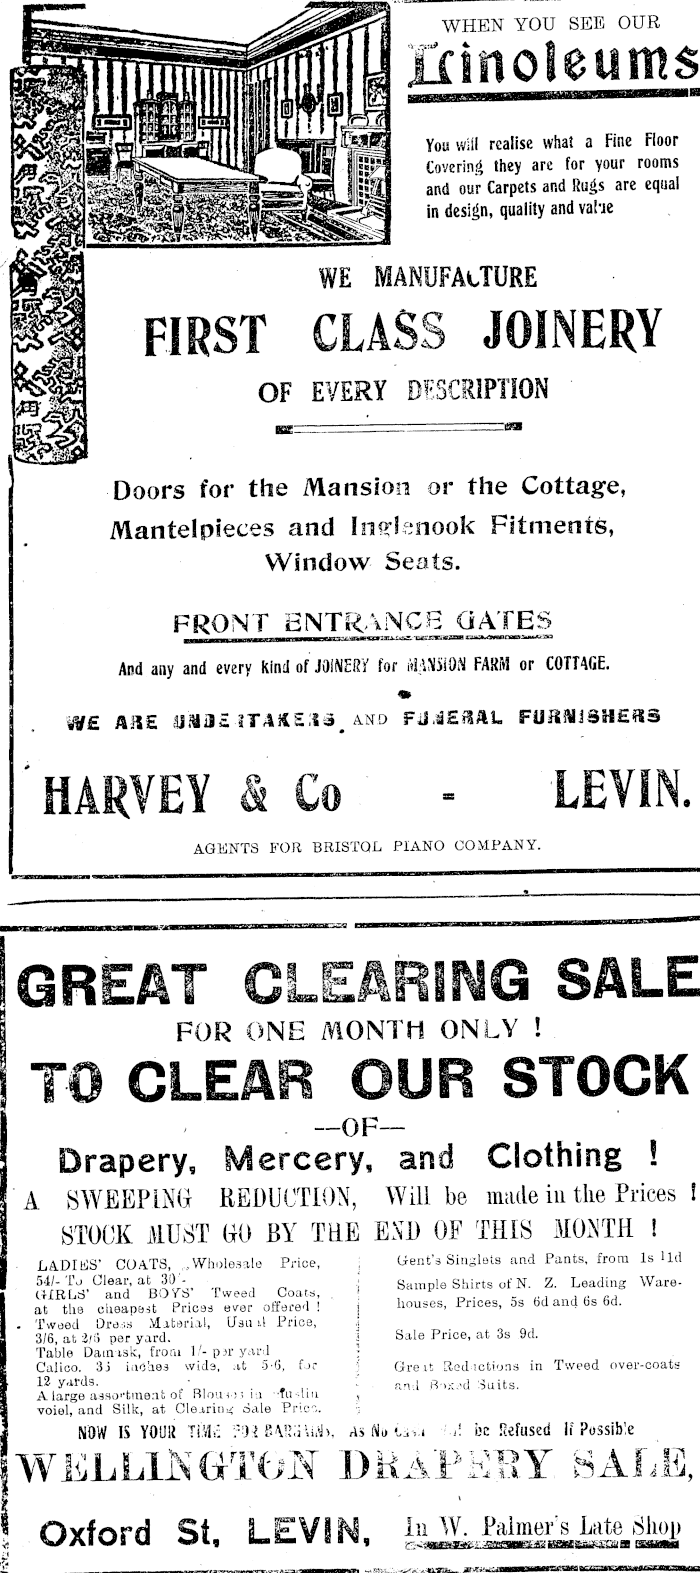 WHEN YOU SEE OUR
Linoleums
You will realise what a Fine Floor
Covering they are for your rooms
and our Carpets and Rugs are equal
in design, quality and value
WE MANUFACTURE
FIRST CLASS JOINERY
OF EVERY DESCRIPTION
Doors for the Mansion or the Cottage,
Mantelpieces and Inglenook Fitments,
Window Seats.
FRONT ENTRANCE GATES
And any and every kind of JOINERY for MANSION FARM or COTTAGE.
WE ARE UNDERTAKERS AND FUNERAL FURNISHERS
HARVEY & Co - LEVIN.
AGENTS FOR BRISTOL PIANO COMPANY.
GREAT CLEARING SALE
FOR ONE MONTH ONLY !
TO CLEAR OUR STOCK
—OF—
Drapery, Mercery, and Clothing !
A SWEEPING REDUCTION, Will be made in the Prices !
STOCK MUST GO BY THE END OF THIS MONTH !
LADIES' COATS, Wholesale Price,
54/- To Clear, at 30/-
GIRLS' and BOYS' Tweed Coats,
at the cheapest Prices ever offered !
Tweed Dress Material, Usual Price,
3/6, at 2/6 per yard.
Table Damask, from 1/- per yard
Calico. 36 inches wide, at 5/6, for
12 yards.
A large assortment of Blouses in Muslin
voiel, and Silk, at Clearing Sale Price.
Gent's Singlets and Pants, from 1s 11d
Sample Shirts of N. Z. Leading Ware-
houses, Prices, 5s 6d and 6s 6d.
Sale Price, at 3s 9d.
Great Reductions in Tweed over-coats
and Boxed Suits.
NOW IS YOUR TIME FOR BARGAINS, As No be Refused If Possible
WELLINGTON DRAPERY SALE,
Oxford St, LEVIN, In W. Palmer's Late Shop